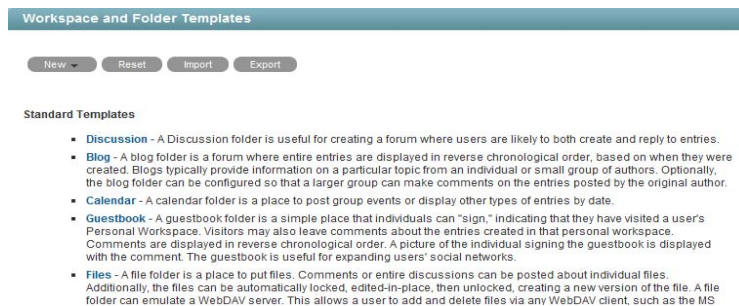 Workspace and Folder Templates
New Reset Import Export
Standard Templates
Discussion - A Discussion folder is useful for creating a forum where users are likely to both create and reply to entries.
Blog - A blog folder is a forum where entire entries are displayed in reverse chronological order, based on when they were
created. Blogs typically provide information on a particular topic from an individual or small group of authors. Optionally,
the blog folder can be configured so that a larger group can make comments on the entries posted by the original author.
Calendar - A calendar folder is a place to post group events or display other types of entries by date.
Guestbook - A guestbook folder is a simple place that individuals can "sign," indicating that they have visited a user's
Personal Workspace. Visitors may also leave comments about the entries created in that personal workspace.
Comments are displayed in reverse chronological order. A picture of the individual signing the guestbook is displayed
with the comment. The guestbook is useful for expanding users' social networks.
Files - A file folder is a place to put files. Comments or entire discussions can be posted about individual files.
Additionally, the files can be automatically locked, edited-in-place, then unlocked, creating a new version of the file. A file
folder can emulate a WebDAV server. This allows a user to add and delete files via any WebDAV client, such as the MS